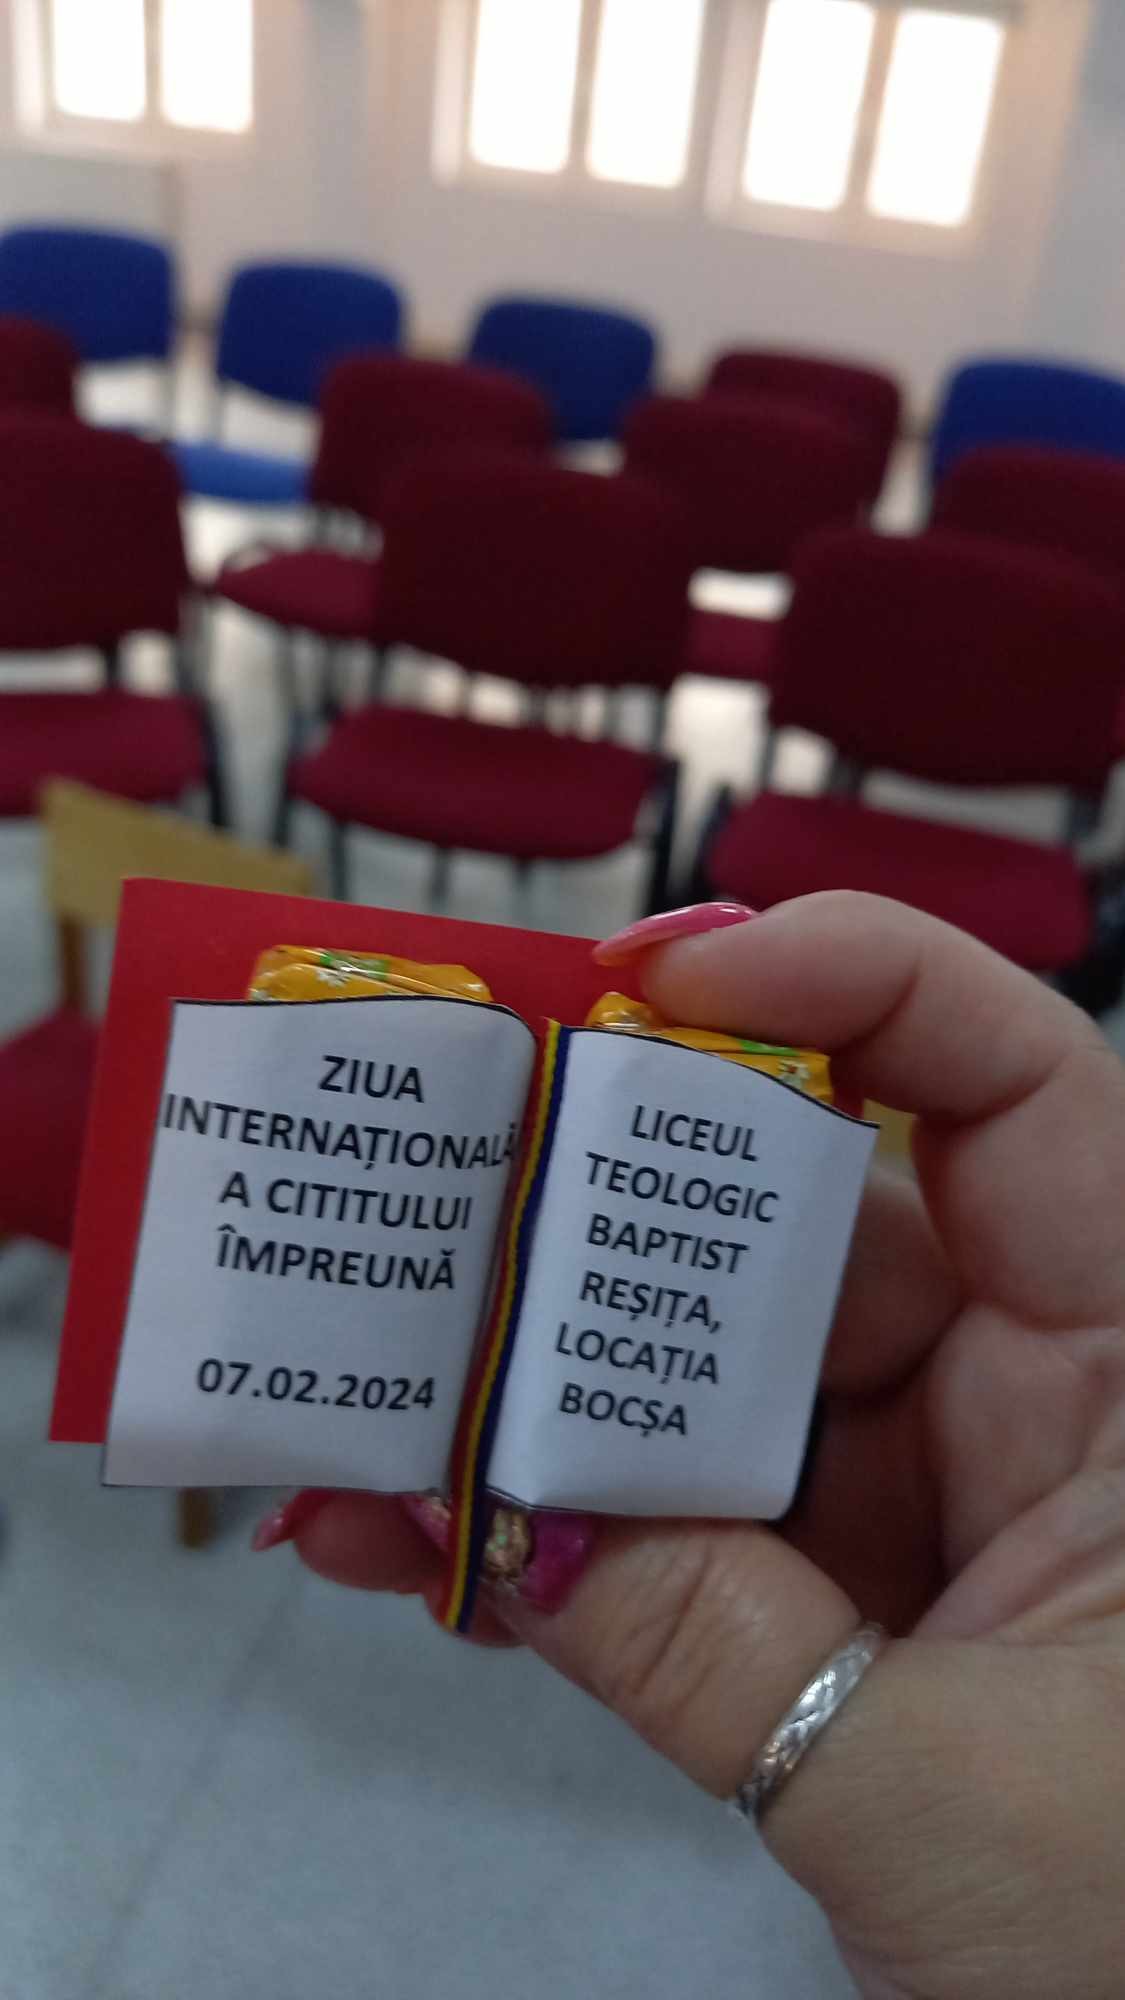 ZIUA
INTERNAȚIONALĂ
A CITITULUI
ÎMPREUNĂ
07.02.2024
LICEUL
TEOLOGIC
BAPTIST
REȘIȚA,
LOCAȚIA
BOCȘA